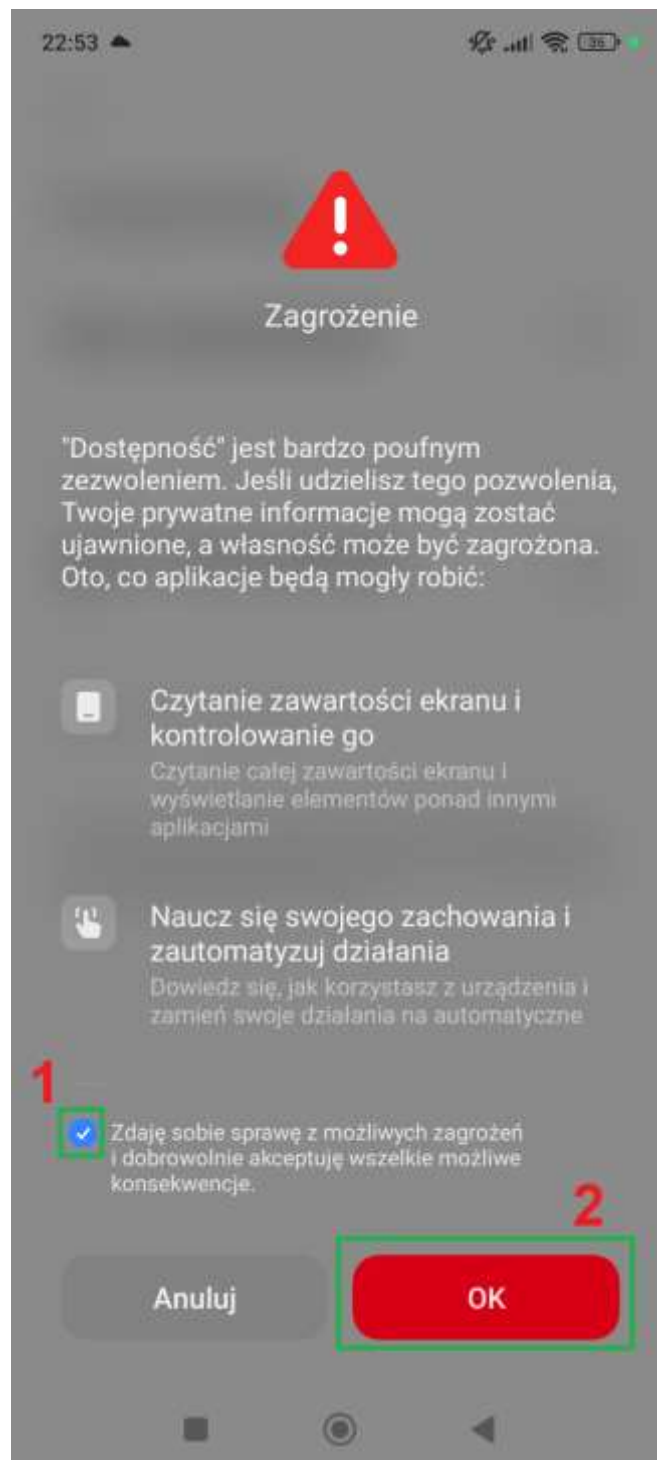 22:53
36
Zagrożenie
"Dostępność" jest bardzo poufnym
zezwoleniem. Jeśli udzielisz tego pozwolenia,
Twoje prywatne informacje mogą zostać
ujawnione, a własność może być zagrożona.
Oto, co aplikacje będą mogły robić:
Czytanie zawartości ekranu i
kontrolowanie go
Czytanie całej zawartości ekranu i
wyświetlanie elementów ponad innymi
aplikacjami
Naucz się swojego zachowania i
zautomatyzuj działania
Dowiedz się, jak korzystasz z urządzenia i
zamień swoje działania na automatyczne
1
Zdaję sobie sprawę z możliwych zagrożeń
i dobrowolnie akceptuję wszelkie możliwe
konsekwencje.
2
Anuluj
OK